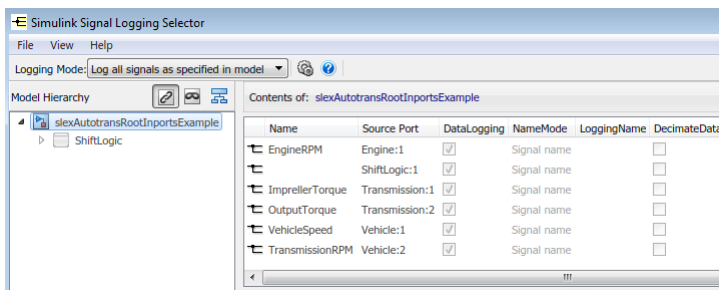 Simulink Signal Logging Selector
File View Help
Logging Mode: Log all signals as specified in model
Model Hierarchy
Contents of: slexAutotransRootInportsExample
slexAutotransRootInportsExample
ShiftLogic
Name Source Port DataLogging NameMode LoggingName DecimateData
EngineRPM Engine:1 Signal name
ShiftLogic:1 Signal name
ImprellerTorque Transmission:1 Signal name
OutputTorque Transmission:2 Signal name
VehicleSpeed Vehicle:1 Signal name
TransmissionRPM Vehicle:2 Signal name